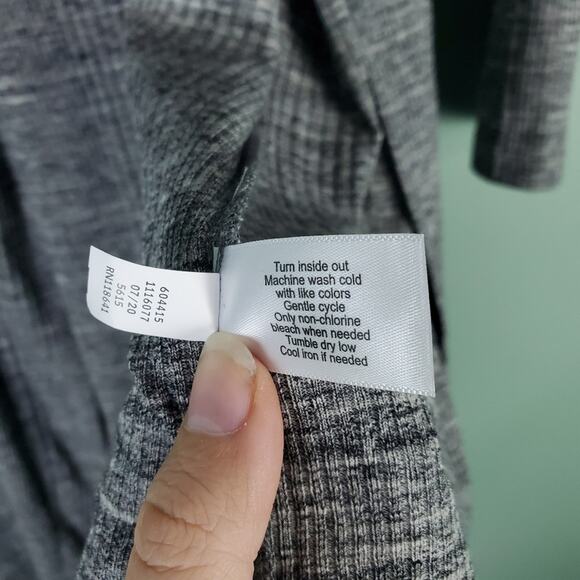 604415
1116077
07/20
5615
RN118641
Turn inside out
Machine wash cold
with like colors
Gentle cycle
Only non-chlorine
bleach when needed
Tumble dry low
Cool iron if needed